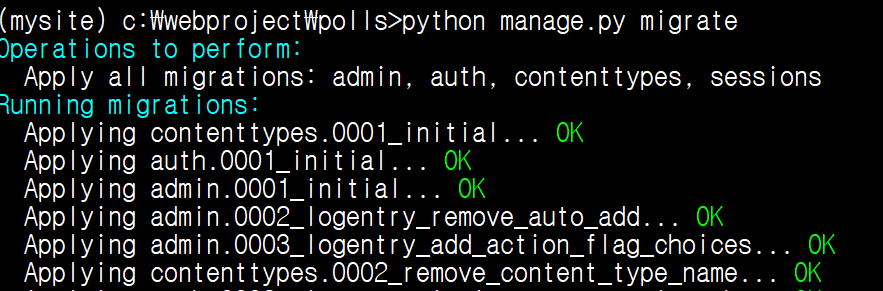 (mysite) c:₩webproject₩polls>python manage.py migrate
Operations to perform:
  Apply all migrations: admin, auth, contenttypes, sessions
Running migrations:
  Applying contenttypes.0001_initial... OK
  Applying auth.0001_initial... OK
  Applying admin.0001_initial... OK
  Applying admin.0002_logentry_remove_auto_add... OK
  Applying admin.0003_logentry_add_action_flag_choices... OK
  Applying contenttypes.0002_remove_content_type_name... OK